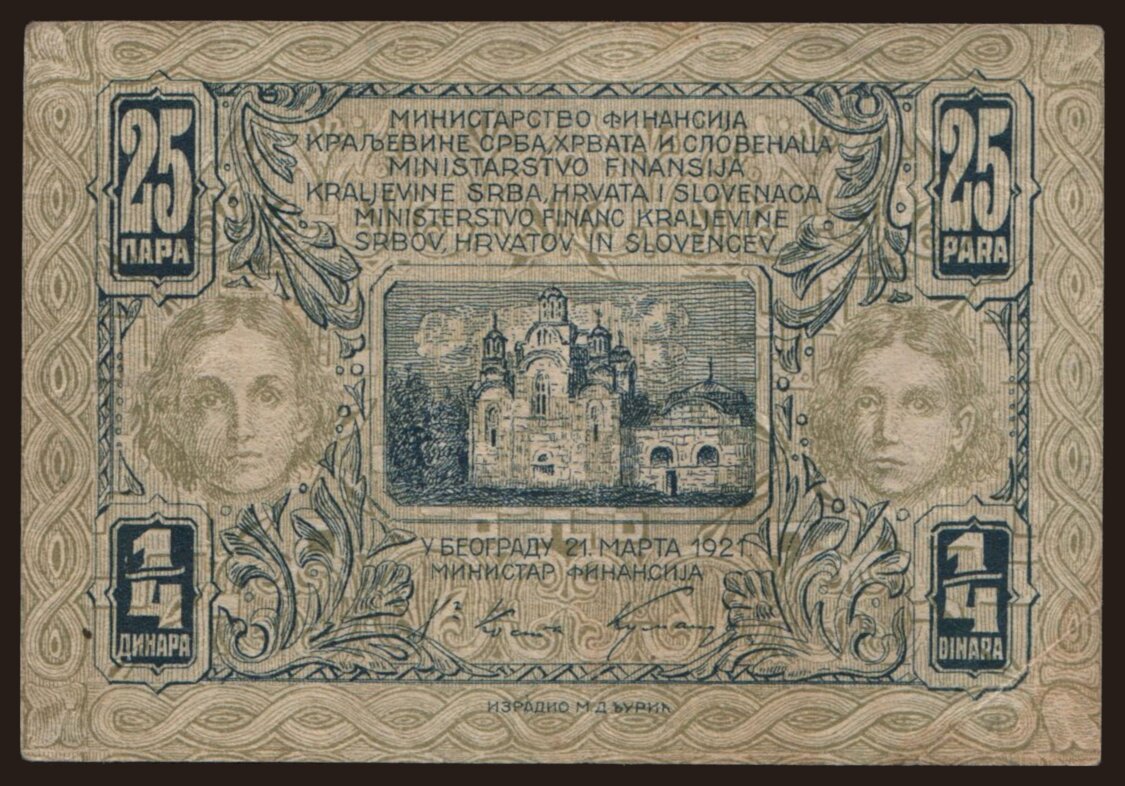 25
ПАРА
25
PARA
МИНИСТАРСТВО ФИНАНСИЈА
КРАЉЕВИНЕ СРБА, ХРВАТА И СЛОВЕНАЦА
MINISTARSTVO FINANSIJA
KRALJEVINE SRBA, HRVATA I SLOVENACA
MINISTERSTVO FINANC KRALJEVINE
SRBOV, HRVATOV IN SLOVENCEV
У БЕОГРАДУ 21. МАРТА 1921
МИНИСТАР ФИНАНСИЈА
1/4
ДИНАРА
1/4
DINARA
ИЗРАДИО М. Д. ЂУРИЋ